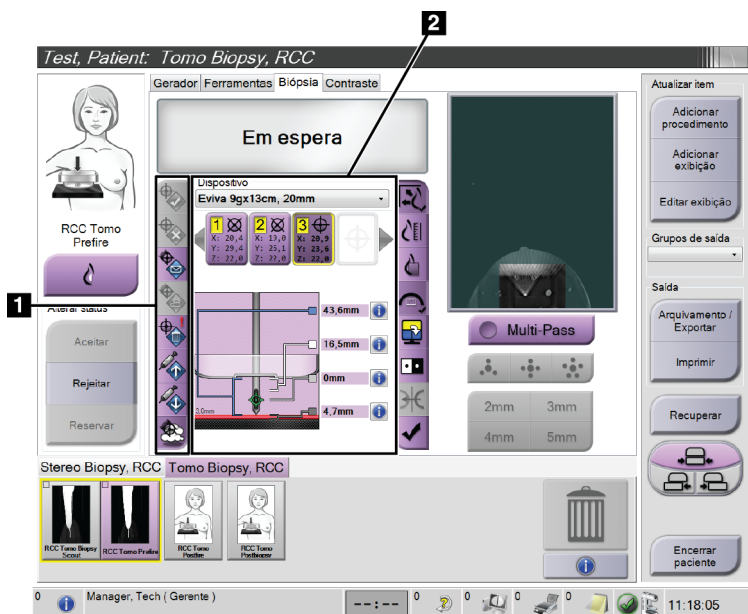 2
Test, Patient: Tomo Biopsy, RCC
Gerador Ferramentas Biópsia Contraste
Em espera
Dispositivo
Eviva 9gx13cm, 20mm
1 2 3
X: 20,4 X: 19,0 X: 20,9
Y: 29,4 Y: 25,1 Y: 23,6
Z: 22,0 Z: 22,0 Z: 22,0
43,6mm
16,5mm
0mm
3,0mm
4,7mm
RCC Tomo
Prefire
1
Alterar status
Aceitar
Rejeitar
Reservar
Multi-Pass
2mm 3mm
4mm 5mm
Atualizar item
Adicionar
procedimento
Adicionar
exibição
Editar exibição
Grupos de saída
Saída
Arquivamento /
Exportar
Imprimir
Recuperar
Encerrar
paciente
Stereo Biopsy, RCC Tomo Biopsy, RCC
RCC Tomo Biopsy
Scout
RCC Tomo Prefire
RCC Tomo
Postfire
RCC Tomo
Postbiopsy
0 Manager, Tech ( Gerente ) --:-- 0 0 0 0 11:18:05